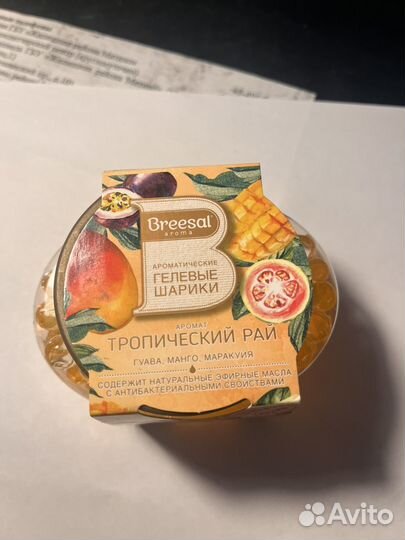 Breesal
aroma
АРОМАТИЧЕСКИЕ
ГЕЛЕВЫЕ
ШАРИКИ
АРОМАТ
ТРОПИЧЕСКИЙ РАЙ
ГУАВА, МАНГО, МАРАКУЙЯ
СОДЕРЖИТ НАТУРАЛЬНЫЕ ЭФИРНЫЕ МАСЛА
С АНТИБАКТЕРИАЛЬНЫМИ СВОЙСТВАМИ
Avito